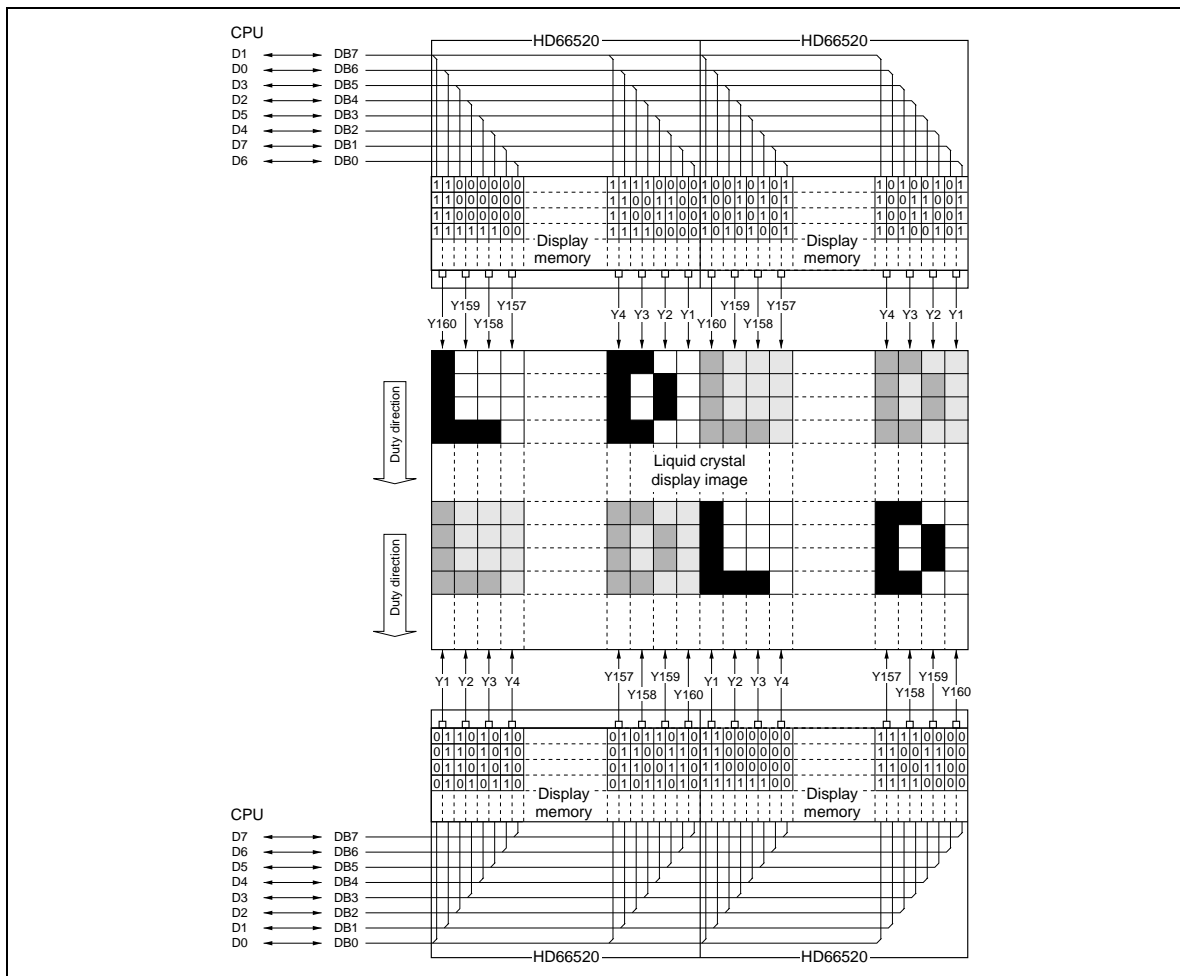 CPU
HD66520 HD66520
D1 DB7
D0 DB6
D3 DB5
D2 DB4
D5 DB3
D4 DB2
D7 DB1
D6 DB0
1 1 0 0 0 0 0 0 1 1 1 1 0 0 0 0 1 0 0 1 0 1 0 1 1 0 1 0 0 1 0 1
1 1 0 0 0 0 0 0 1 1 0 0 1 1 0 0 1 0 0 1 0 1 0 1 1 0 0 1 1 0 0 1
1 1 0 0 0 0 0 0 1 1 0 0 1 1 0 0 1 0 0 1 0 1 0 1 1 0 0 1 1 0 0 1
1 1 1 1 1 1 0 0 1 1 1 1 0 0 0 0 1 0 1 0 1 0 0 1 1 0 1 0 0 1 0 1
Display memory Display memory
Y160 Y159 Y158 Y157 Y4 Y3 Y2 Y1 Y160 Y159 Y158 Y157 Y4 Y3 Y2 Y1
Duty direction
Liquid crystal
display image
Duty direction
Y1 Y2 Y3 Y4 Y157 Y158 Y159 Y160 Y1 Y2 Y3 Y4 Y157 Y158 Y159 Y160
0 1 1 0 1 0 1 0 0 1 0 1 1 0 1 0 1 1 0 0 0 0 0 0 1 1 1 1 0 0 0 0
0 1 1 0 1 0 1 0 0 1 1 0 0 1 1 0 1 1 0 0 0 0 0 0 1 1 0 0 1 1 0 0
0 1 1 0 1 0 1 0 0 1 1 0 0 1 1 0 1 1 0 0 0 0 0 0 1 1 0 0 1 1 0 0
0 1 0 1 0 1 1 0 0 1 0 1 1 0 1 0 1 1 1 1 1 1 0 0 1 1 1 1 0 0 0 0
Display memory Display memory
CPU
D7 DB7
D6 DB6
D5 DB5
D4 DB4
D3 DB3
D2 DB2
D1 DB1
D0 DB0
HD66520 HD66520